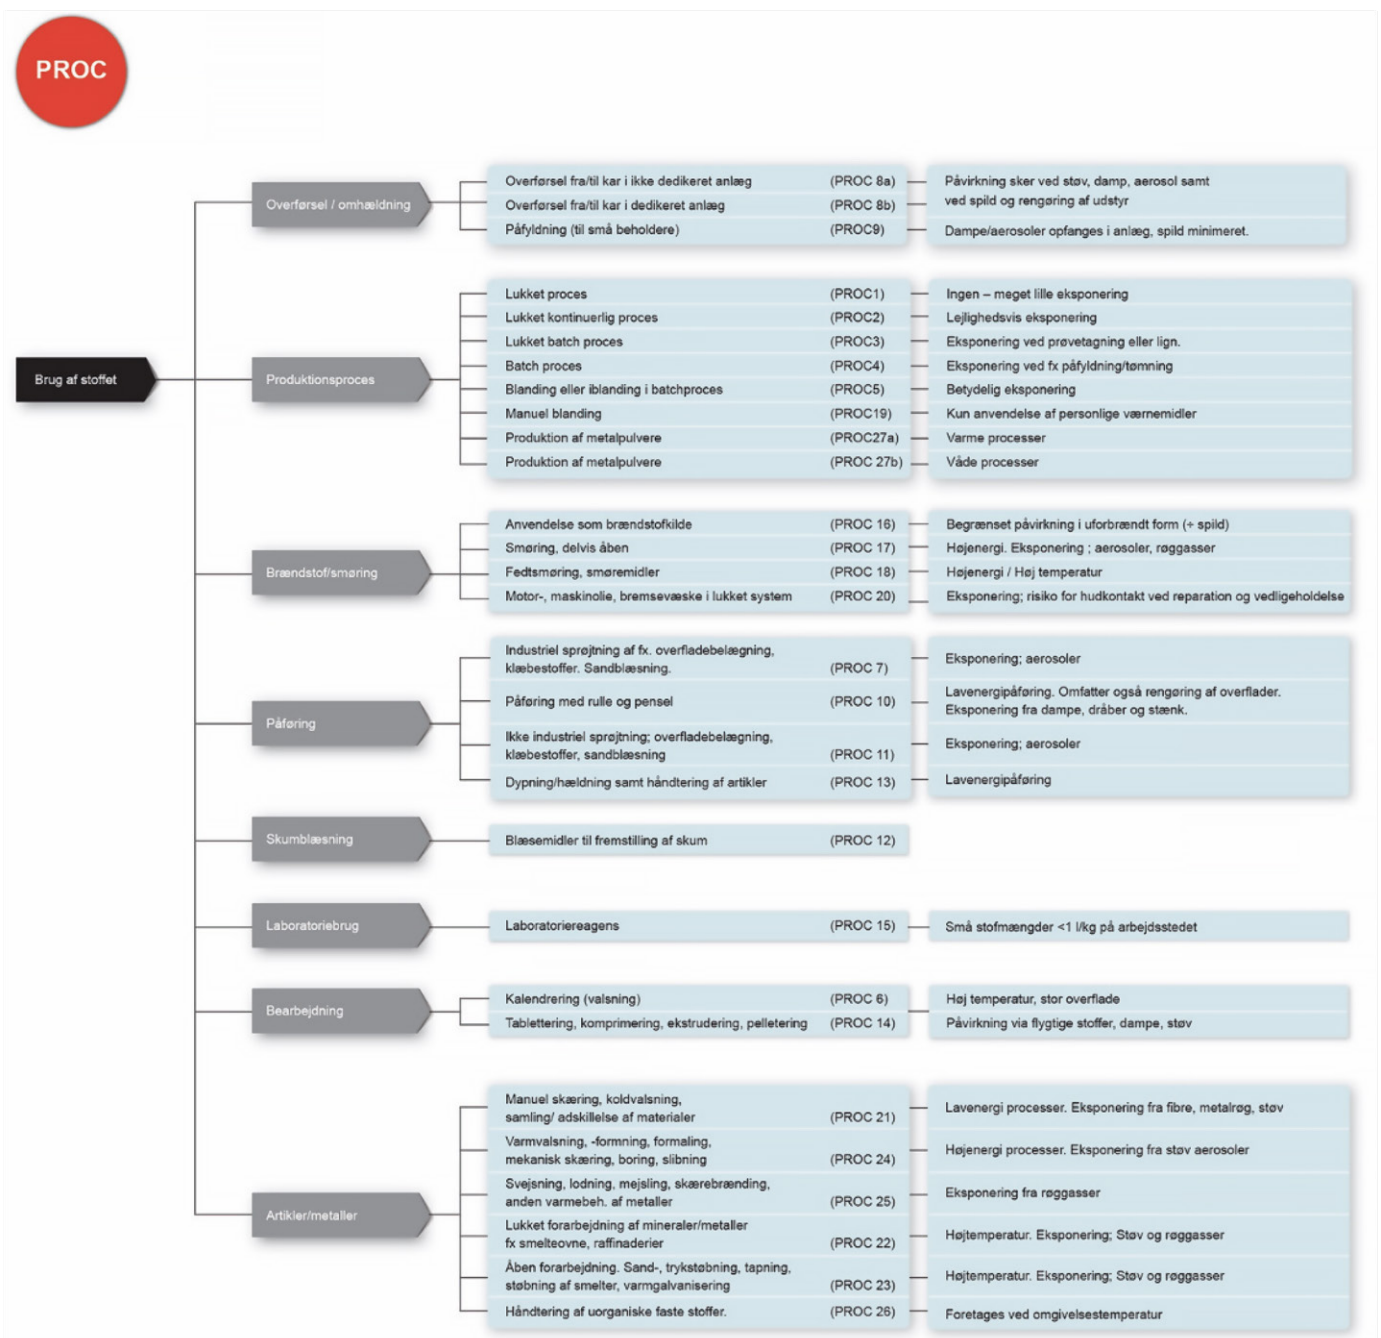 PROC
Brug af stoffet
Overførsel / omhældning
Overførsel fra/til kar i ikke dedikeret anlæg (PROC 8a)
Overførsel fra/til kar i dedikeret anlæg (PROC 8b)
Påvirkning sker ved støv, damp, aerosol samt
ved spild og rengøring af udstyr
Påfyldning (til små beholdere) (PROC9) Dampe/aerosoler opfanges i anlæg, spild minimeret.
Produktionsproces
Lukket proces (PROC1) Ingen – meget lille eksponering
Lukket kontinuerlig proces (PROC2) Lejlighedsvis eksponering
Lukket batch proces (PROC3) Eksponering ved prøvetagning eller lign.
Batch proces (PROC4) Eksponering ved fx påfyldning/tømning
Blanding eller iblanding i batchproces (PROC5) Betydelig eksponering
Manuel blanding (PROC19) Kun anvendelse af personlige værnemidler
Produktion af metalpulvere (PROC27a) Varme processer
Produktion af metalpulvere (PROC 27b) Våde processer
Brændstof/smøring
Anvendelse som brændstofkilde (PROC 16) Begrænset påvirkning i uforbrændt form (÷ spild)
Smøring, delvis åben (PROC 17) Højenergi. Eksponering ; aerosoler, røggasser
Fedtsmøring, smøremidler (PROC 18) Højenergi / Høj temperatur
Motor-, maskinolie, bremsevæske i lukket system (PROC 20) Eksponering; risiko for hudkontakt ved reparation og vedligeholdelse
Påføring
Industriel sprøjtning af fx. overfladebelægning,
klæbestoffer. Sandblæsning. (PROC 7) Eksponering; aerosoler
Påføring med rulle og pensel (PROC 10)
Lavenergipåføring. Omfatter også rengøring af overflader.
Eksponering fra dampe, dråber og stænk.
Ikke industriel sprøjtning; overfladebelægning,
klæbestoffer, sandblæsning (PROC 11) Eksponering; aerosoler
Dypning/hældning samt håndtering af artikler (PROC 13) Lavenergipåføring
Skumblæsning
Blæsemidler til fremstilling af skum (PROC 12)
Laboratoriebrug
Laboratoriereagens (PROC 15) Små stofmængder <1 l/kg på arbejdsstedet
Bearbejdning
Kalendrering (valsning) (PROC 6) Høj temperatur, stor overflade
Tablettering, komprimering, ekstrudering, pelletering (PROC 14) Påvirkning via flygtige stoffer, dampe, støv
Artikler/metaller
Manuel skæring, koldvalsning,
samling/ adskillelse af materialer (PROC 21) Lavenergi processer. Eksponering fra fibre, metalrøg, støv
Varmvalsning, -formning, formaling,
mekanisk skæring, boring, slibning (PROC 24) Højenergi processer. Eksponering fra støv aerosoler
Svejsning, lodning, mejsling, skærebrænding,
anden varmebeh. af metaller (PROC 25) Eksponering fra røggasser
Lukket forarbejdning af mineraler/metaller
fx smelteovne, raffinaderier (PROC 22) Højtemperatur. Eksponering; Støv og røggasser
Åben forarbejdning. Sand-, trykstøbning, tapning,
støbning af smelter, varmgalvanisering (PROC 23) Højtemperatur. Eksponering; Støv og røggasser
Håndtering af uorganiske faste stoffer. (PROC 26) Foretages ved omgivelsestemperatur